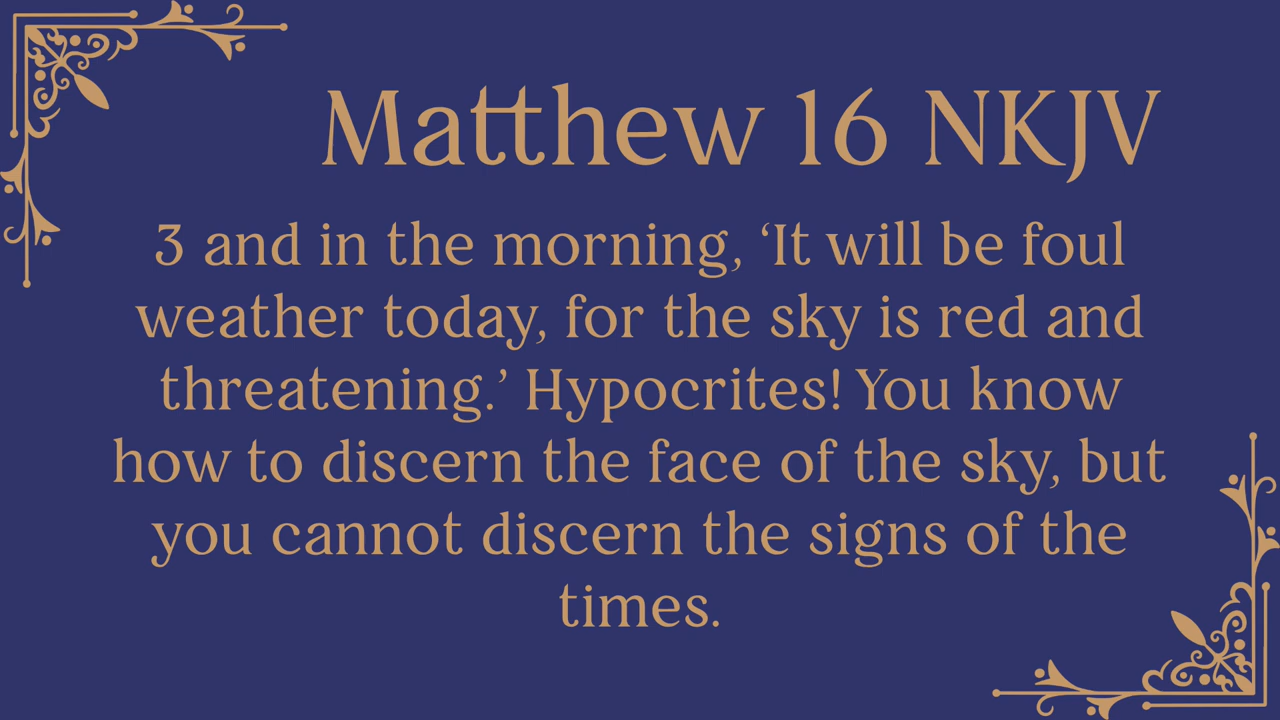 Matthew 16 NKJV
3 and in the morning, ‘It will be foul
weather today, for the sky is red and
threatening.’ Hypocrites! You know
how to discern the face of the sky, but
you cannot discern the signs of the
times.